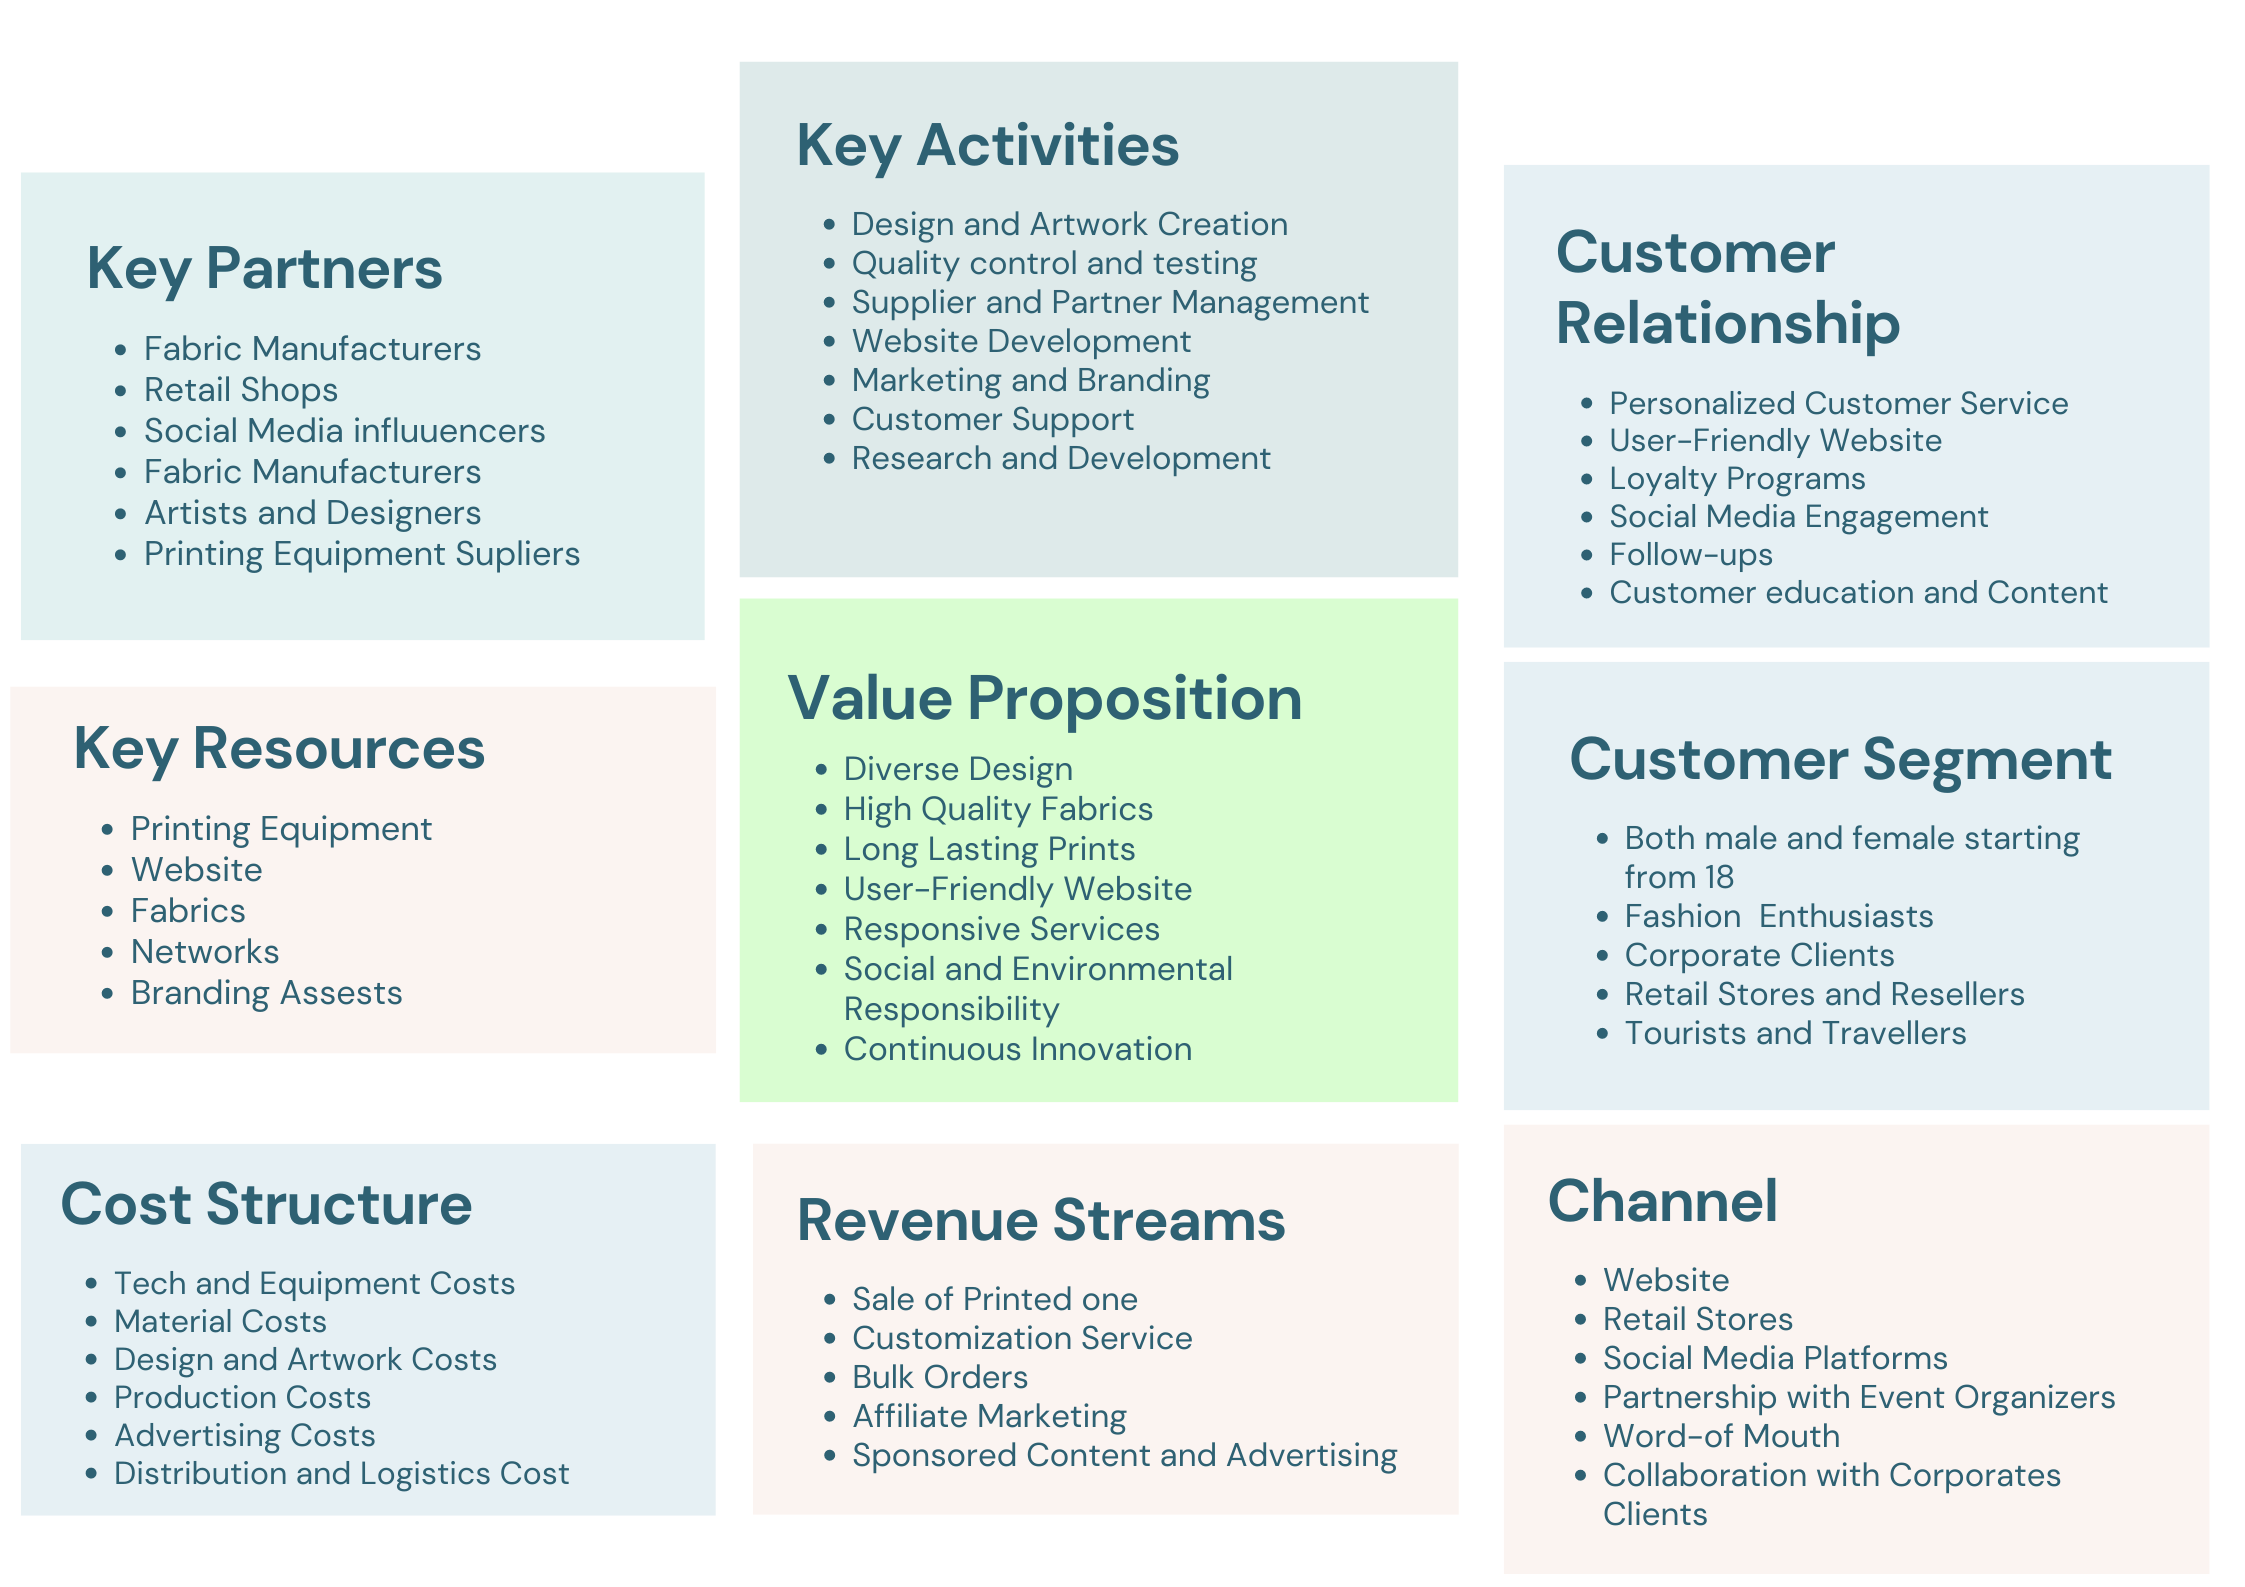 Key Partners
Fabric Manufacturers
Retail Shops
Social Media influuencers
Fabric Manufacturers
Artists and Designers
Printing Equipment Supliers
Key Activities
Design and Artwork Creation
Quality control and testing
Supplier and Partner Management
Website Development
Marketing and Branding
Customer Support
Research and Development
Customer
Relationship
Personalized Customer Service
User-Friendly Website
Loyalty Programs
Social Media Engagement
Follow-ups
Customer education and Content
Key Resources
Printing Equipment
Website
Fabrics
Networks
Branding Assests
Value Proposition
Diverse Design
High Quality Fabrics
Long Lasting Prints
User-Friendly Website
Responsive Services
Social and Environmental
Responsibility
Continuous Innovation
Customer Segment
Both male and female starting
from 18
Fashion  Enthusiasts
Corporate Clients
Retail Stores and Resellers
Tourists and Travellers
Cost Structure
Tech and Equipment Costs
Material Costs
Design and Artwork Costs
Production Costs
Advertising Costs
Distribution and Logistics Cost
Revenue Streams
Sale of Printed one
Customization Service
Bulk Orders
Affiliate Marketing
Sponsored Content and Advertising
Channel
Website
Retail Stores
Social Media Platforms
Partnership with Event Organizers
Word-of Mouth
Collaboration with Corporates
Clients